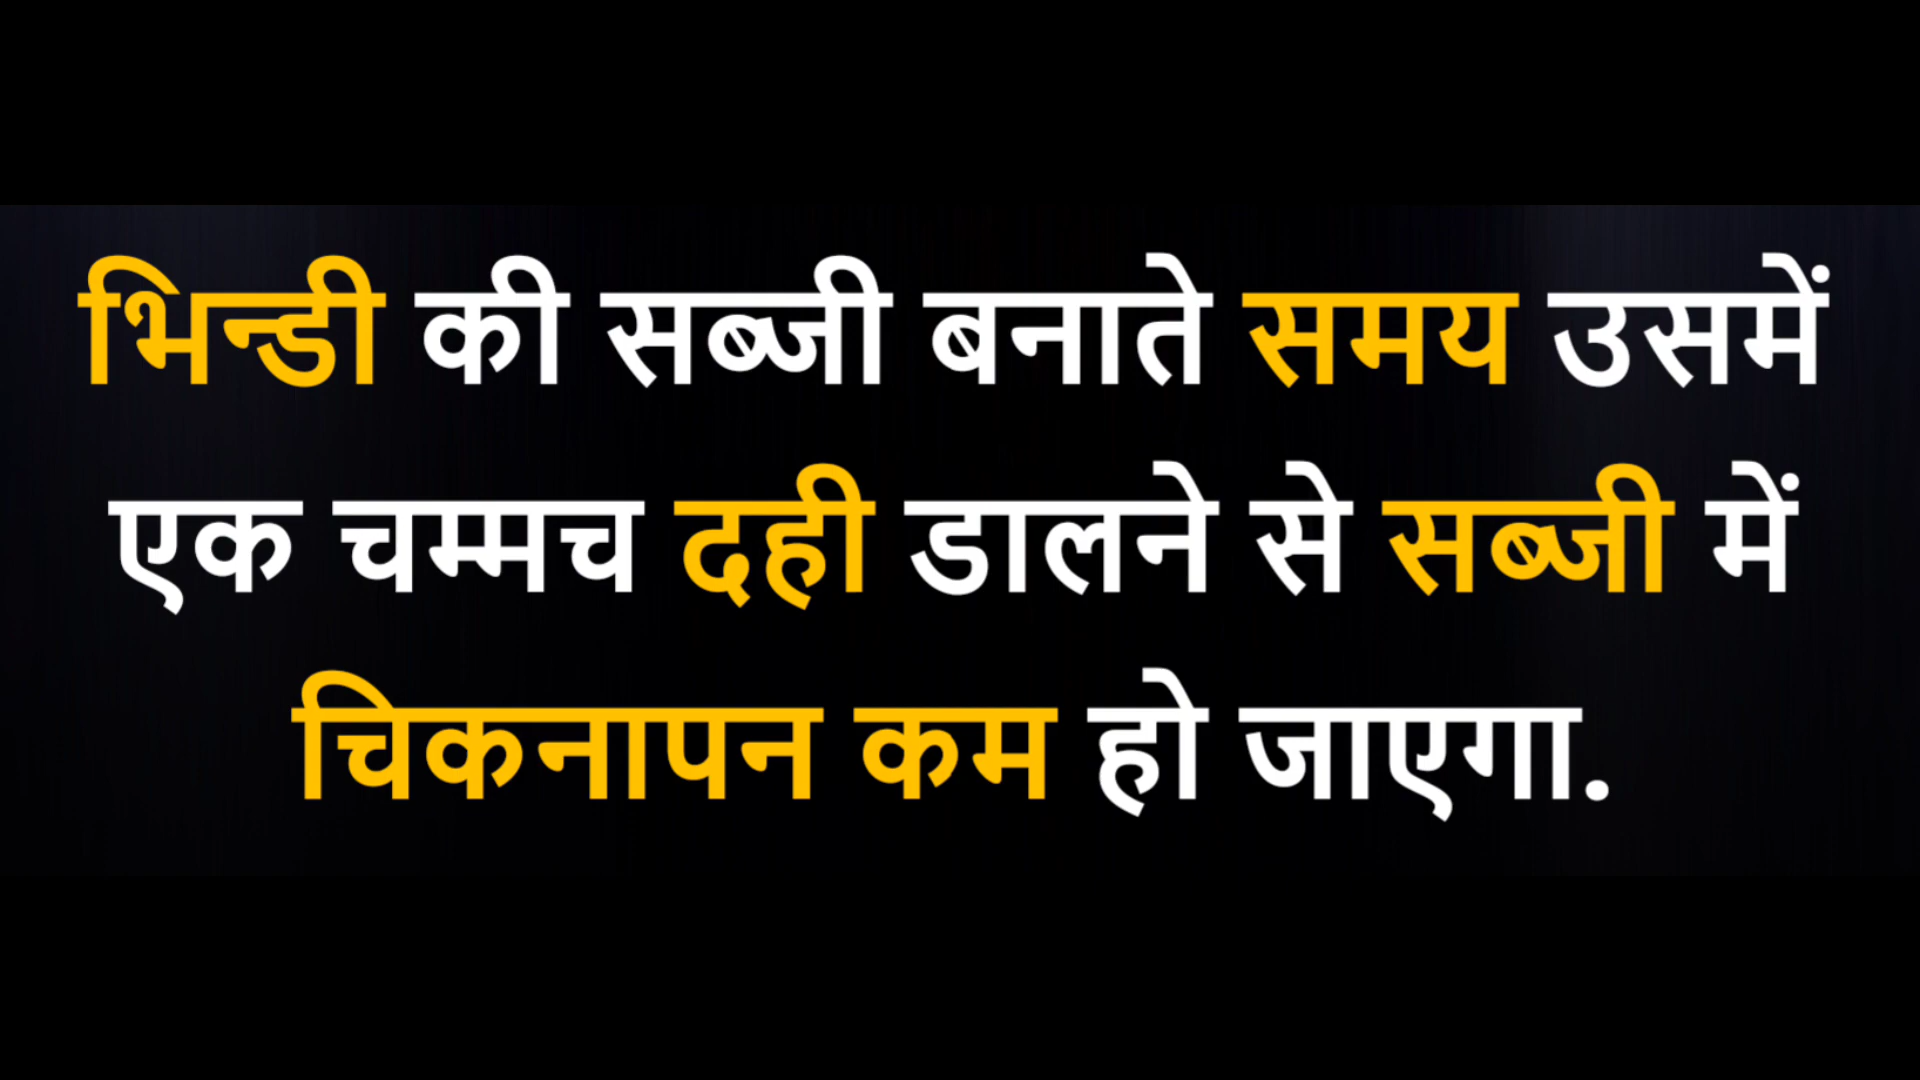 भिन्डी की सब्जी बनाते समय उसमें
एक चम्मच दही डालने से सब्जी में
चिकनापन कम हो जाएगा.